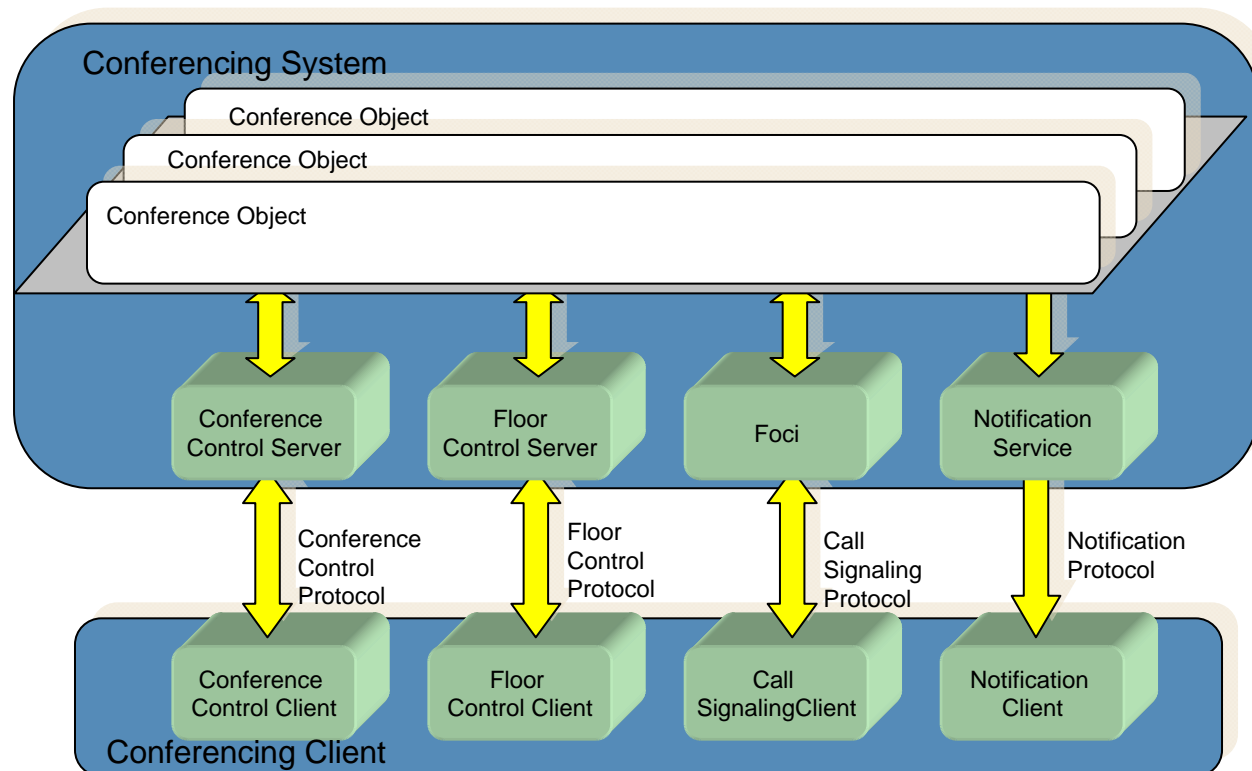 Conferencing System
Conference Object
Conference Object
Conference Object
Conference
Control Server
Floor
Control Server
Foci
Notification
Service
Conference
Control
Protocol
Floor
Control
Protocol
Call
Signaling
Protocol
Notification
Protocol
Conference
Control Client
Floor
Control Client
Call
SignalingClient
Notification
Client
Conferencing Client